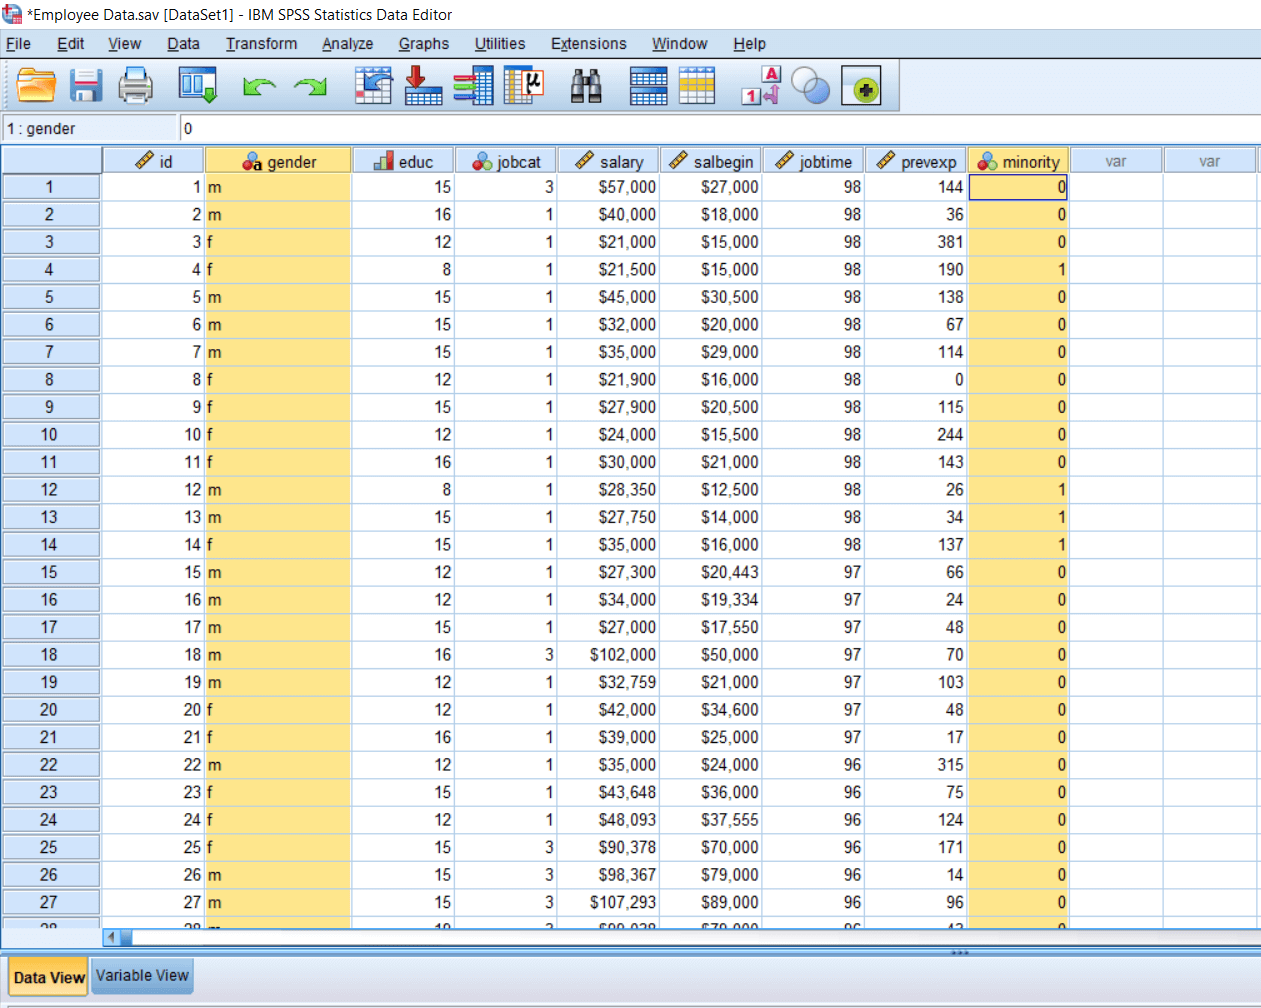 *Employee Data.sav [DataSet1] - IBM SPSS Statistics Data Editor
File Edit View Data Transform Analyze Graphs Utilities Extensions Window Help
1 : gender 0
id gender educ jobcat salary salbegin jobtime prevexp minority var var
1 1 m 15 3 $57,000 $27,000 98 144 0
2 2 m 16 1 $40,000 $18,000 98 36 0
3 3 f 12 1 $21,000 $15,000 98 381 0
4 4 f 8 1 $21,500 $15,000 98 190 1
5 5 m 15 1 $45,000 $30,500 98 138 0
6 6 m 15 1 $32,000 $20,000 98 67 0
7 7 m 15 1 $35,000 $29,000 98 114 0
8 8 f 12 1 $21,900 $16,000 98 0 0
9 9 f 15 1 $27,900 $20,500 98 115 0
10 10 f 12 1 $24,000 $15,500 98 244 0
11 11 f 16 1 $30,000 $21,000 98 143 0
12 12 m 8 1 $28,350 $12,500 98 26 1
13 13 m 15 1 $27,750 $14,000 98 34 1
14 14 f 15 1 $35,000 $16,000 98 137 1
15 15 m 12 1 $27,300 $20,443 97 66 0
16 16 m 12 1 $34,000 $19,334 97 24 0
17 17 m 15 1 $27,000 $17,550 97 48 0
18 18 m 16 3 $102,000 $50,000 97 70 0
19 19 m 12 1 $32,759 $21,000 97 103 0
20 20 f 12 1 $42,000 $34,600 97 48 0
21 21 f 16 1 $39,000 $25,000 97 17 0
22 22 m 12 1 $35,000 $24,000 96 315 0
23 23 f 15 1 $43,648 $36,000 96 75 0
24 24 f 12 1 $48,093 $37,555 96 124 0
25 25 f 15 3 $90,378 $70,000 96 171 0
26 26 m 15 3 $98,367 $79,000 96 14 0
27 27 m 15 3 $107,293 $89,000 96 96 0
Data View Variable View